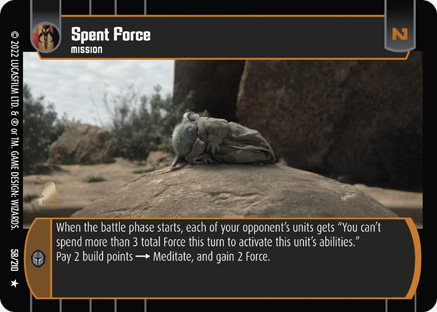 Spent Force
MISSION
N
© 2022 LUCASFILM LTD. & ® or TM. GAME DESIGN: WIZARDS.
58/210 ★
When the battle phase starts, each of your opponent's units gets “You can't
spend more than 3 total Force this turn to activate this unit's abilities.”
Pay 2 build points → Meditate, and gain 2 Force.